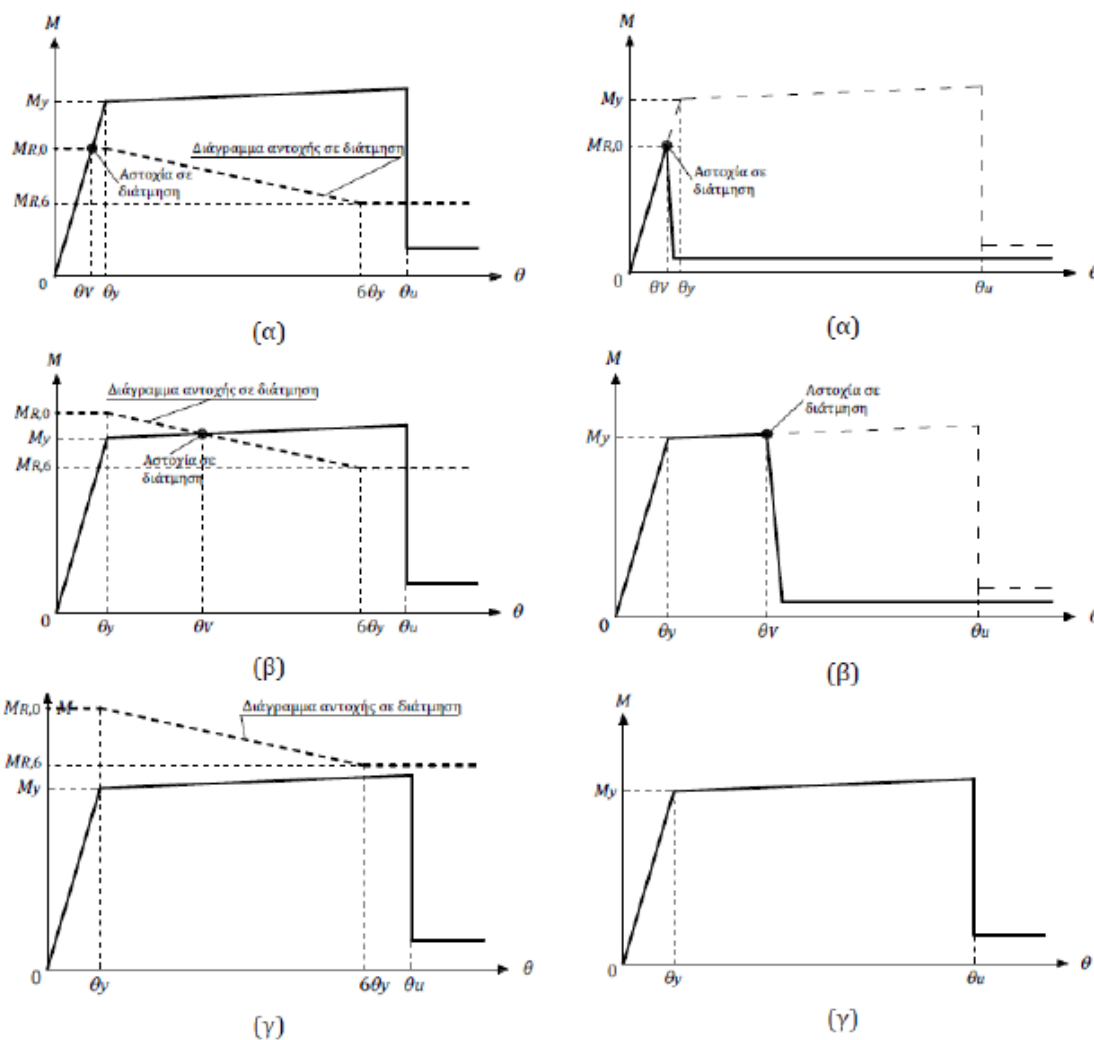 M
My
MR,0
MR,6
0
Διάγραμμα αντοχής σε διάτμηση
Αστοχία σε
διάτμηση
θV
θy
6θy
θu
θ
(α)
M
My
MR,0
0
Αστοχία σε
διάτμηση
θV
θy
θu
θ
(α)
M
Διάγραμμα αντοχής σε διάτμηση
MR,0
My
MR,6
Αστοχία σε
διάτμηση
0
θy
θV
6θy
θu
θ
(β)
M
Αστοχία σε
διάτμηση
My
0
θy
θV
θu
θ
(β)
MR,0
M
Διάγραμμα αντοχής σε διάτμηση
MR,6
My
0
θy
6θy
θu
θ
(γ)
M
My
0
θy
θu
θ
(γ)